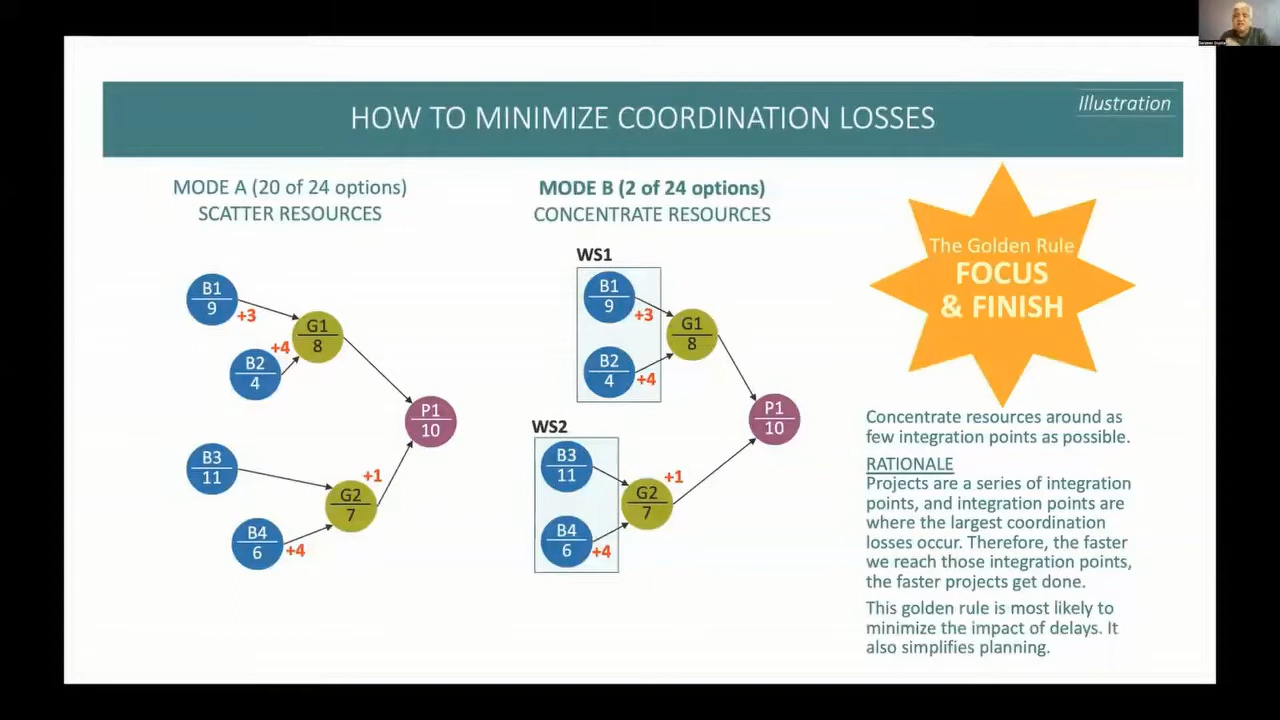 HOW TO MINIMIZE COORDINATION LOSSES
Illustration
MODE A (20 of 24 options)
SCATTER RESOURCES
B1
9
+3
G1
8
+4
B2
4
P1
10
B3
11
+1
G2
7
B4
6
+4
MODE B (2 of 24 options)
CONCENTRATE RESOURCES
WS1
B1
9
+3
G1
8
B2
4
+4
P1
10
WS2
B3
11
+1
G2
7
B4
6
+4
The Golden Rule
FOCUS
& FINISH
Concentrate resources around as
few integration points as possible.
RATIONALE
Projects are a series of integration
points, and integration points are
where the largest coordination
losses occur. Therefore, the faster
we reach those integration points,
the faster projects get done.
This golden rule is most likely to
minimize the impact of delays. It
also simplifies planning.